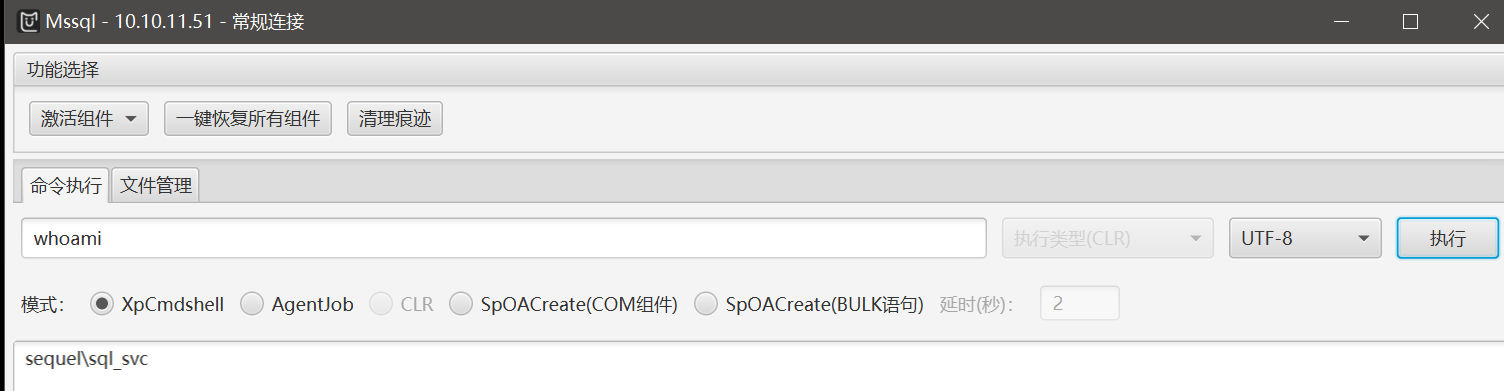 Mssql - 10.10.11.51 - 常规连接
功能选择
激活组件 一键恢复所有组件 清理痕迹
命令执行 文件管理
whoami 执行类型(CLR) UTF-8 执行
模式: XpCmdshell AgentJob CLR SpOACreate(COM组件) SpOACreate(BULK语句) 延时(秒): 2
sequel\sql_svc